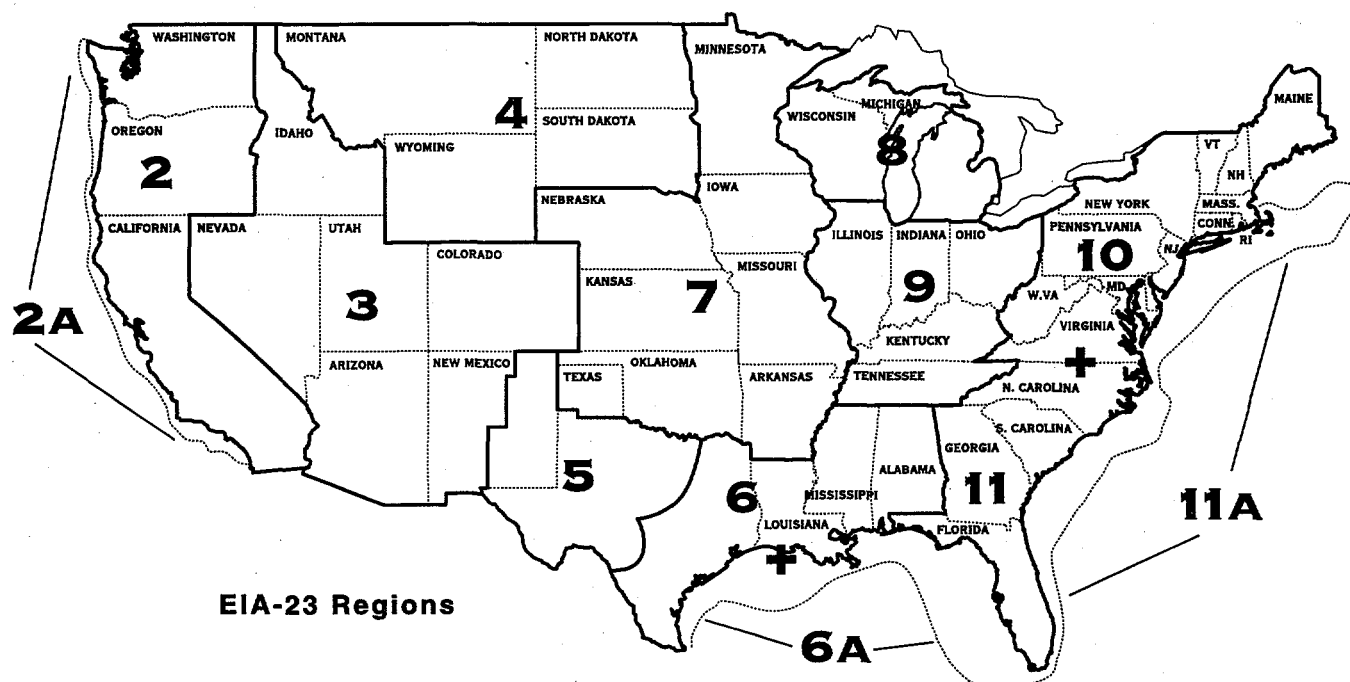 WASHINGTON
MONTANA
NORTH DAKOTA
MINNESOTA
MAINE
4
MICHIGAN
WISCONSIN
OREGON
IDAHO
SOUTH DAKOTA
8
WYOMING
VT
2
NH
IOWA
NEBRASKA
NEW YORK
MASS.
CALIFORNIA
NEVADA
UTAH
ILLINOIS
INDIANA
OHIO
PENNSYLVANIA
CONN.
RI
10
N.J.
COLORADO
MISSOURI
KANSAS
7
9
W.VA
MD
2A
3
VIRGINIA
KENTUCKY
ARIZONA
NEW MEXICO
OKLAHOMA
TEXAS
ARKANSAS
TENNESSEE
N. CAROLINA
S. CAROLINA
GEORGIA
5
6
ALABAMA
11
MISSISSIPPI
11A
LOUISIANA
FLORIDA
EIA-23 Regions
6A